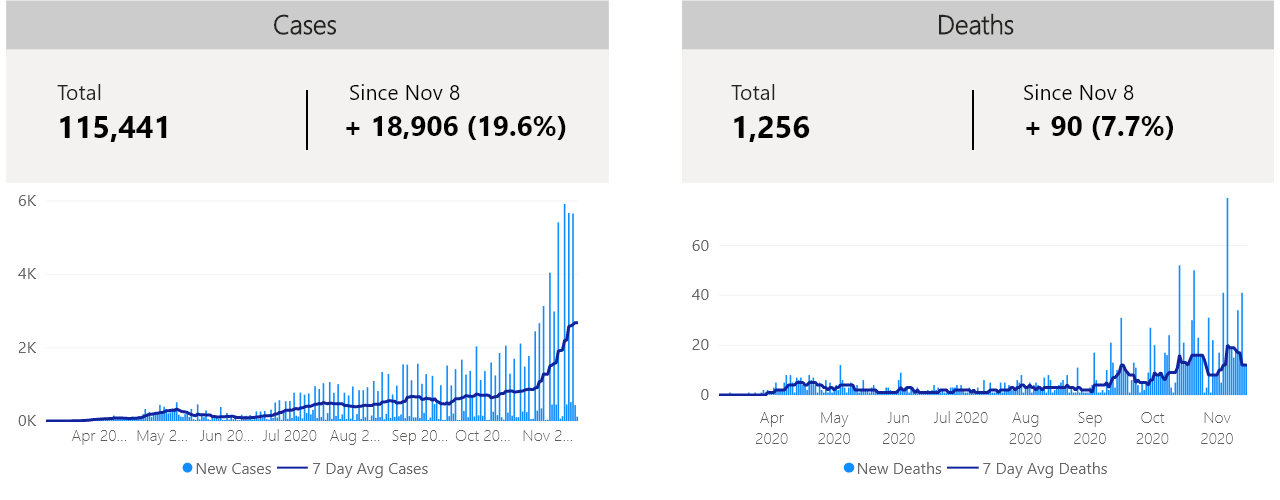 Cases
Total
115,441
Since Nov 8
+ 18,906 (19.6%)
6K
4K
2K
0K
Apr 20... May 2... Jun 20... Jul 2020 Aug 2... Sep 20... Oct 20... Nov 2...
New Cases 7 Day Avg Cases
Deaths
Total
1,256
Since Nov 8
+ 90 (7.7%)
60
40
20
0
Apr May Jun Jul 2020 Aug Sep Oct Nov
2020 2020 2020 2020 2020 2020 2020
New Deaths 7 Day Avg Deaths